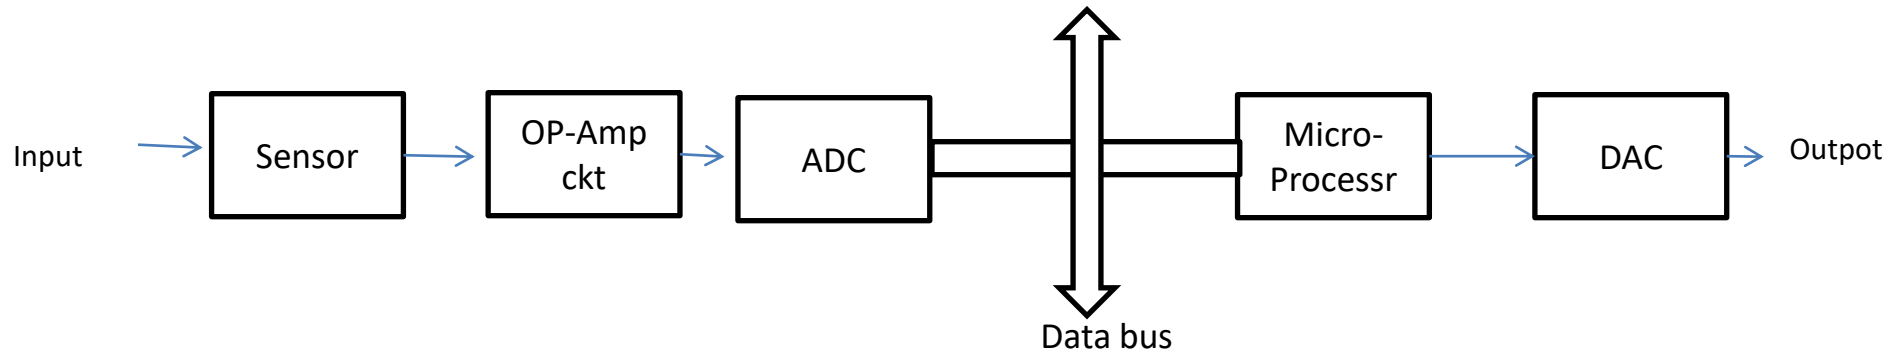 Input
Sensor
OP-Amp
ckt
ADC
Data bus
Micro-
Processr
DAC
Outpot